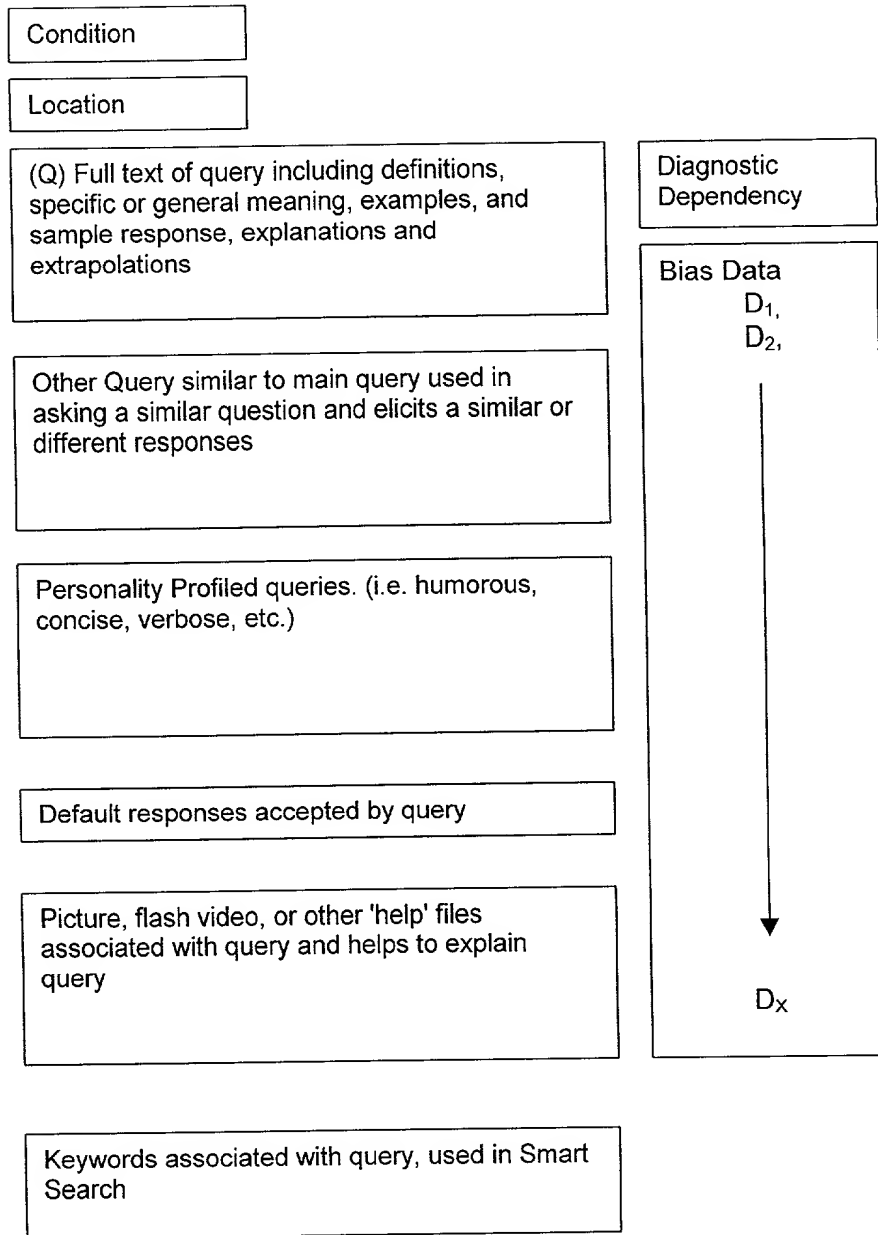 Condition
Location
(Q) Full text of query including definitions,
specific or general meaning, examples, and
sample response, explanations and
extrapolations
Diagnostic
Dependency
Bias Data
D₁,
D₂,
Dₓ
Other Query similar to main query used in
asking a similar question and elicits a similar or
different responses
Personality Profiled queries. (i.e. humorous,
concise, verbose, etc.)
Default responses accepted by query
Picture, flash video, or other 'help' files
associated with query and helps to explain
query
Keywords associated with query, used in Smart
Search